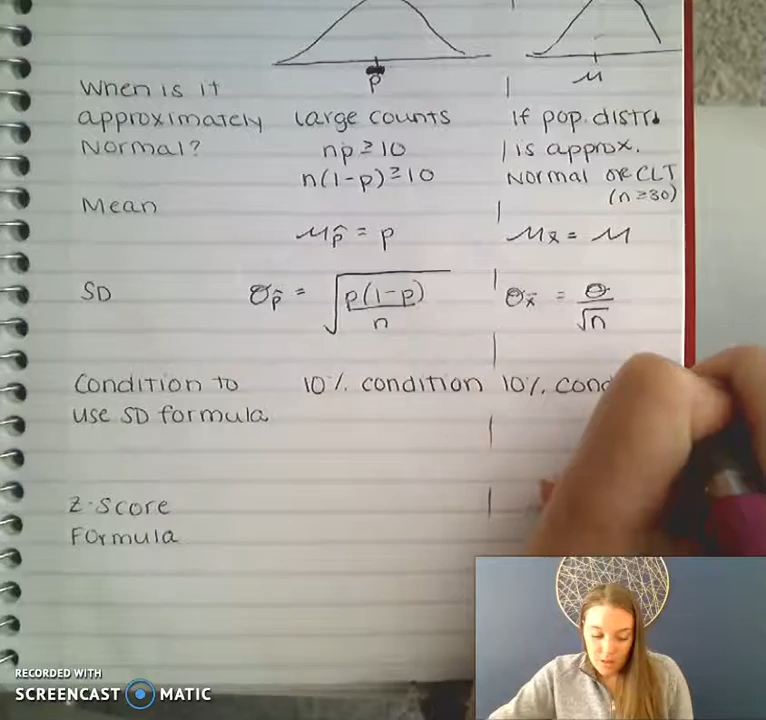 p̂ μ
When is it
approximately large counts If pop. distr.
Normal? np ≥ 10 is approx.
n(1-p) ≥ 10 Normal or CLT
Mean (n ≥ 30)
μp̂ = p μx̄ = μ
SD σp̂ = √p(1-p)/n σx̄ = σ/√n
Condition to 10% condition 10% cond
use SD formula
Z-score
Formula
RECORDED WITH
SCREENCAST MATIC